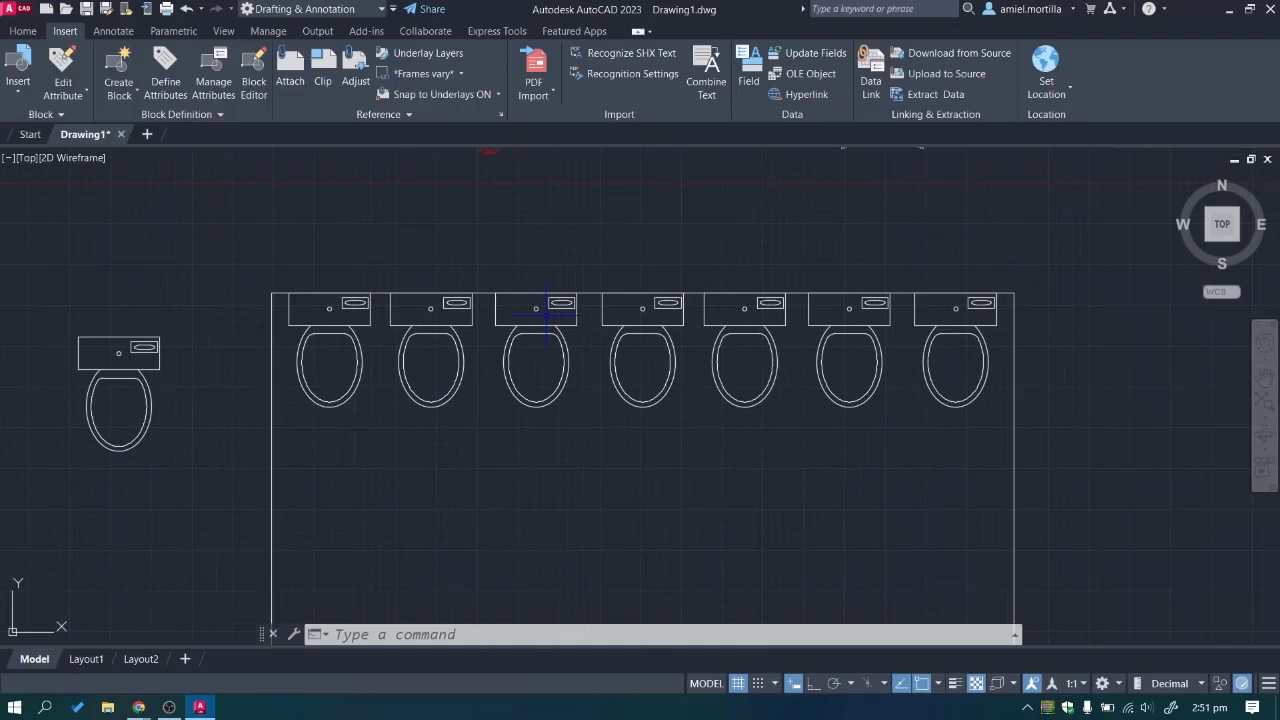 CAD
Drafting & Annotation
Share
Autodesk AutoCAD 2023 Drawing1.dwg
Type a keyword or phrase
amiel.mortilla
Home Insert Annotate Parametric View Manage Output Add-ins Collaborate Express Tools Featured Apps
Insert
Edit
Attribute
Create
Block
Define
Attributes
Manage
Attributes
Block
Editor
Attach
Clip
Adjust
Underlay Layers
*Frames vary*
Snap to Underlays ON
PDF
Import
Recognize SHX Text
Recognition Settings
Combine
Text
Field
Update Fields
OLE Object
Hyperlink
Data
Link
Download from Source
Upload to Source
Extract Data
Set
Location
Block
Block Definition
Reference
Import
Data
Linking & Extraction
Location
Start Drawing1*
[−][Top][2D Wireframe]
N
W
TOP
E
S
WCS
Y
X
Type a command
Model Layout1 Layout2
MODEL
1:1
Decimal
2:51 pm